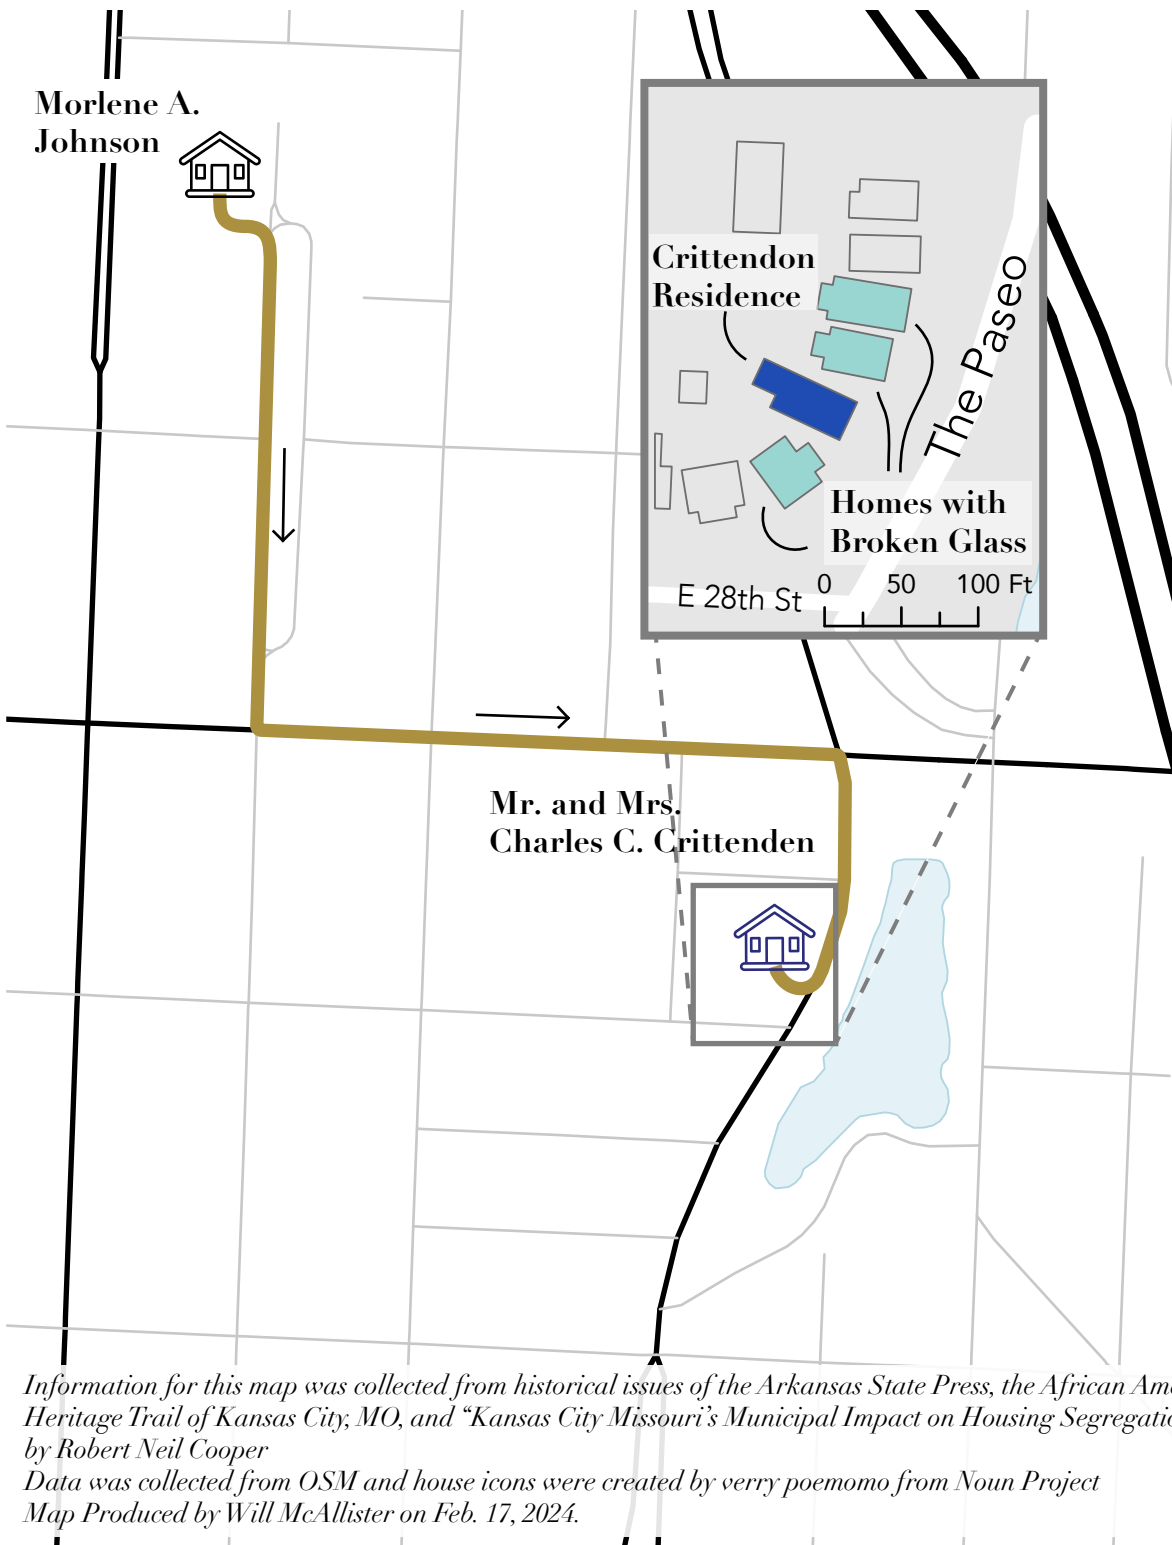 Morlene A.
Johnson
Crittendon
Residence
The Paseo
Homes with
Broken Glass
0 50 100 Ft
E 28th St
Mr. and Mrs.
Charles C. Crittenden
Information for this map was collected from historical issues of the Arkansas State Press, the African Ame
Heritage Trail of Kansas City, MO, and “Kansas City Missouri’s Municipal Impact on Housing Segregatio
by Robert Neil Cooper
Data was collected from OSM and house icons were created by verry poemomo from Noun Project
Map Produced by Will McAllister on Feb. 17, 2024.